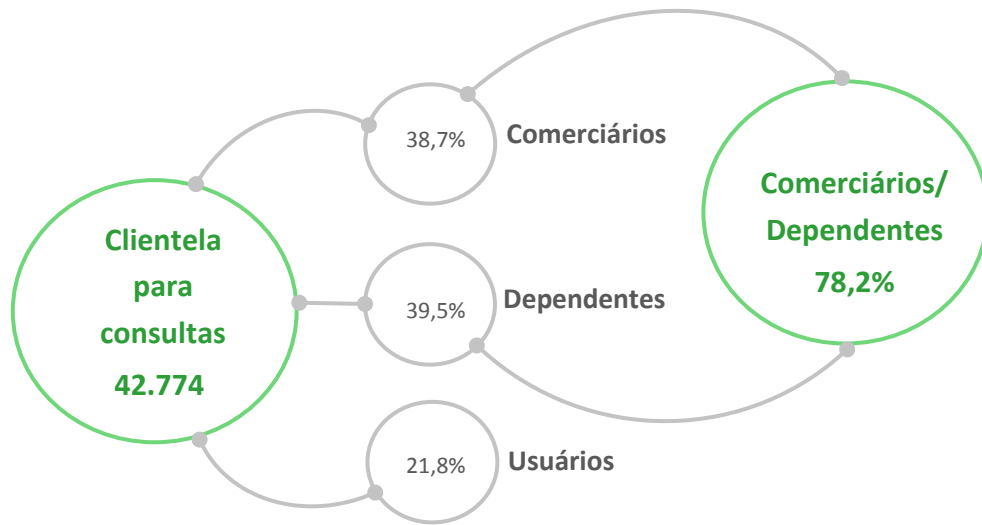 Clientela
para
consultas
42.774
38,7%
Comerciários
39,5%
Dependentes
21,8%
Usuários
Comerciários/
Dependentes
78,2%